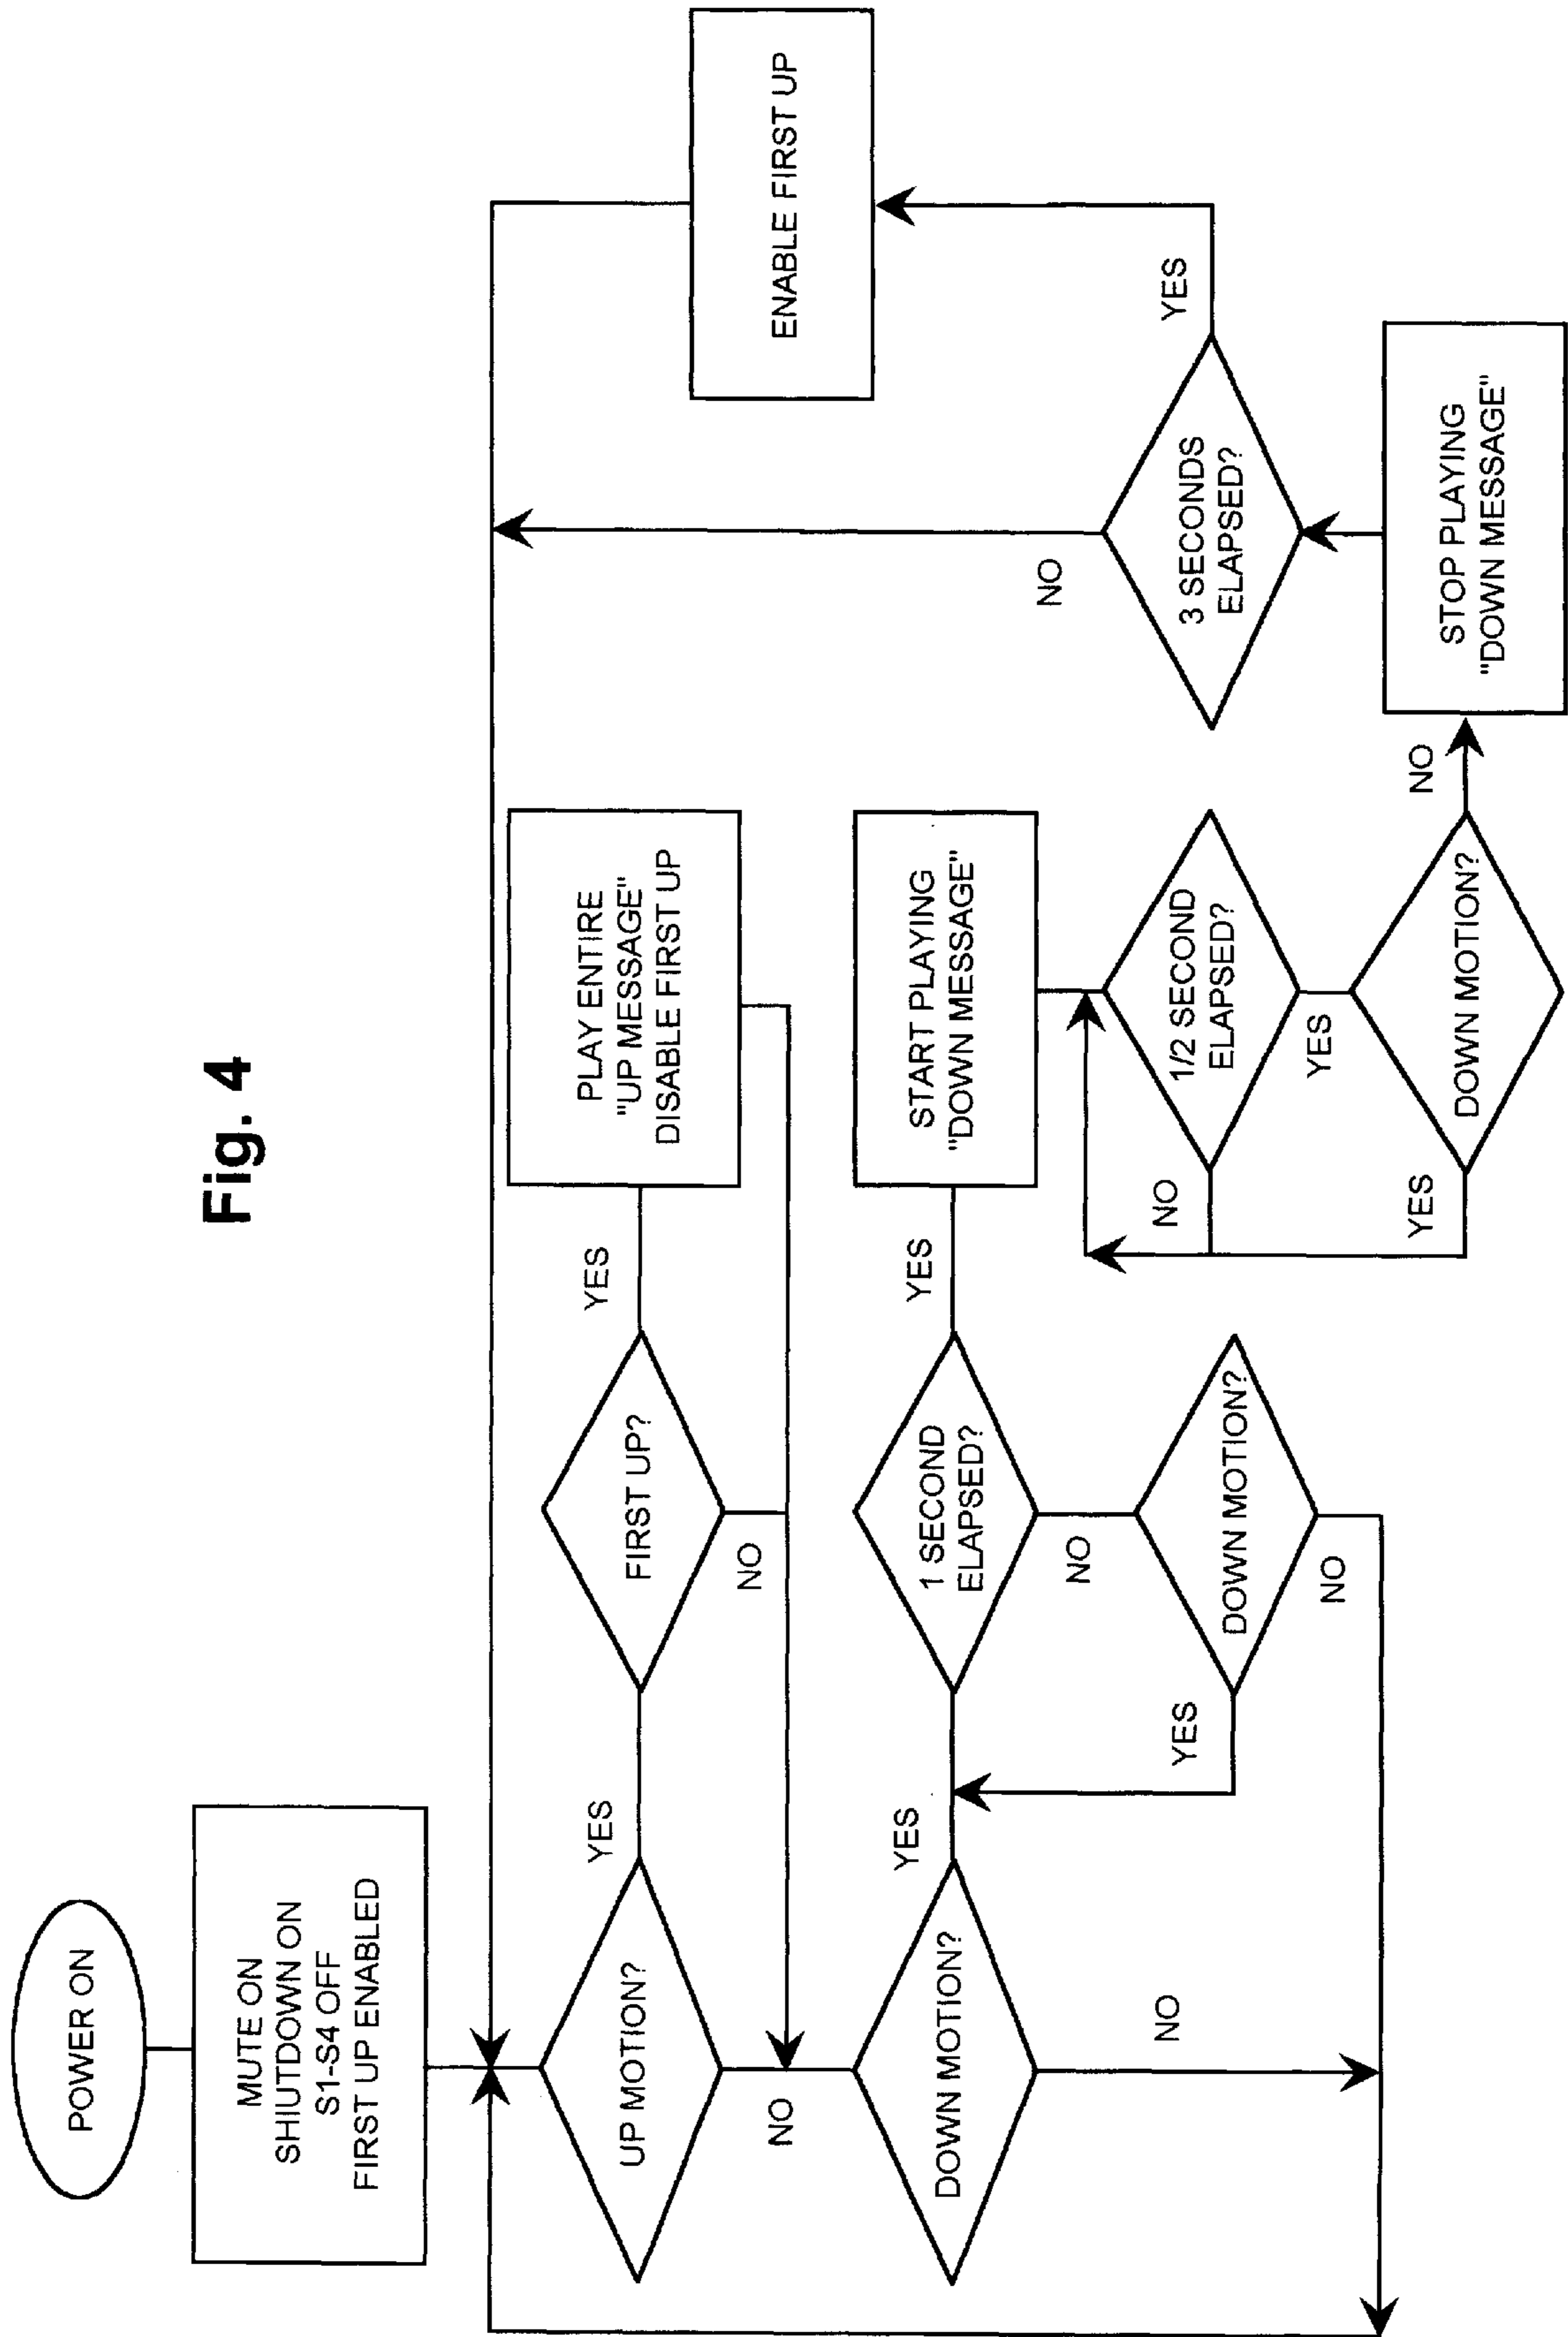 Fig. 4
POWER ON
MUTE ON
SHIUTDOWN ON
S1-S4 OFF
FIRST UP ENABLED
UP MOTION?
YES
NO
FIRST UP?
YES
NO
PLAY ENTIRE
"UP MESSAGE"
DISABLE FIRST UP
DOWN MOTION?
YES
NO
1 SECOND
ELAPSED?
YES
NO
DOWN MOTION?
YES
NO
START PLAYING
"DOWN MESSAGE"
1/2 SECOND
ELAPSED?
NO
YES
DOWN MOTION?
YES
NO
STOP PLAYING
"DOWN MESSAGE"
3 SECONDS
ELAPSED?
NO
YES
ENABLE FIRST UP